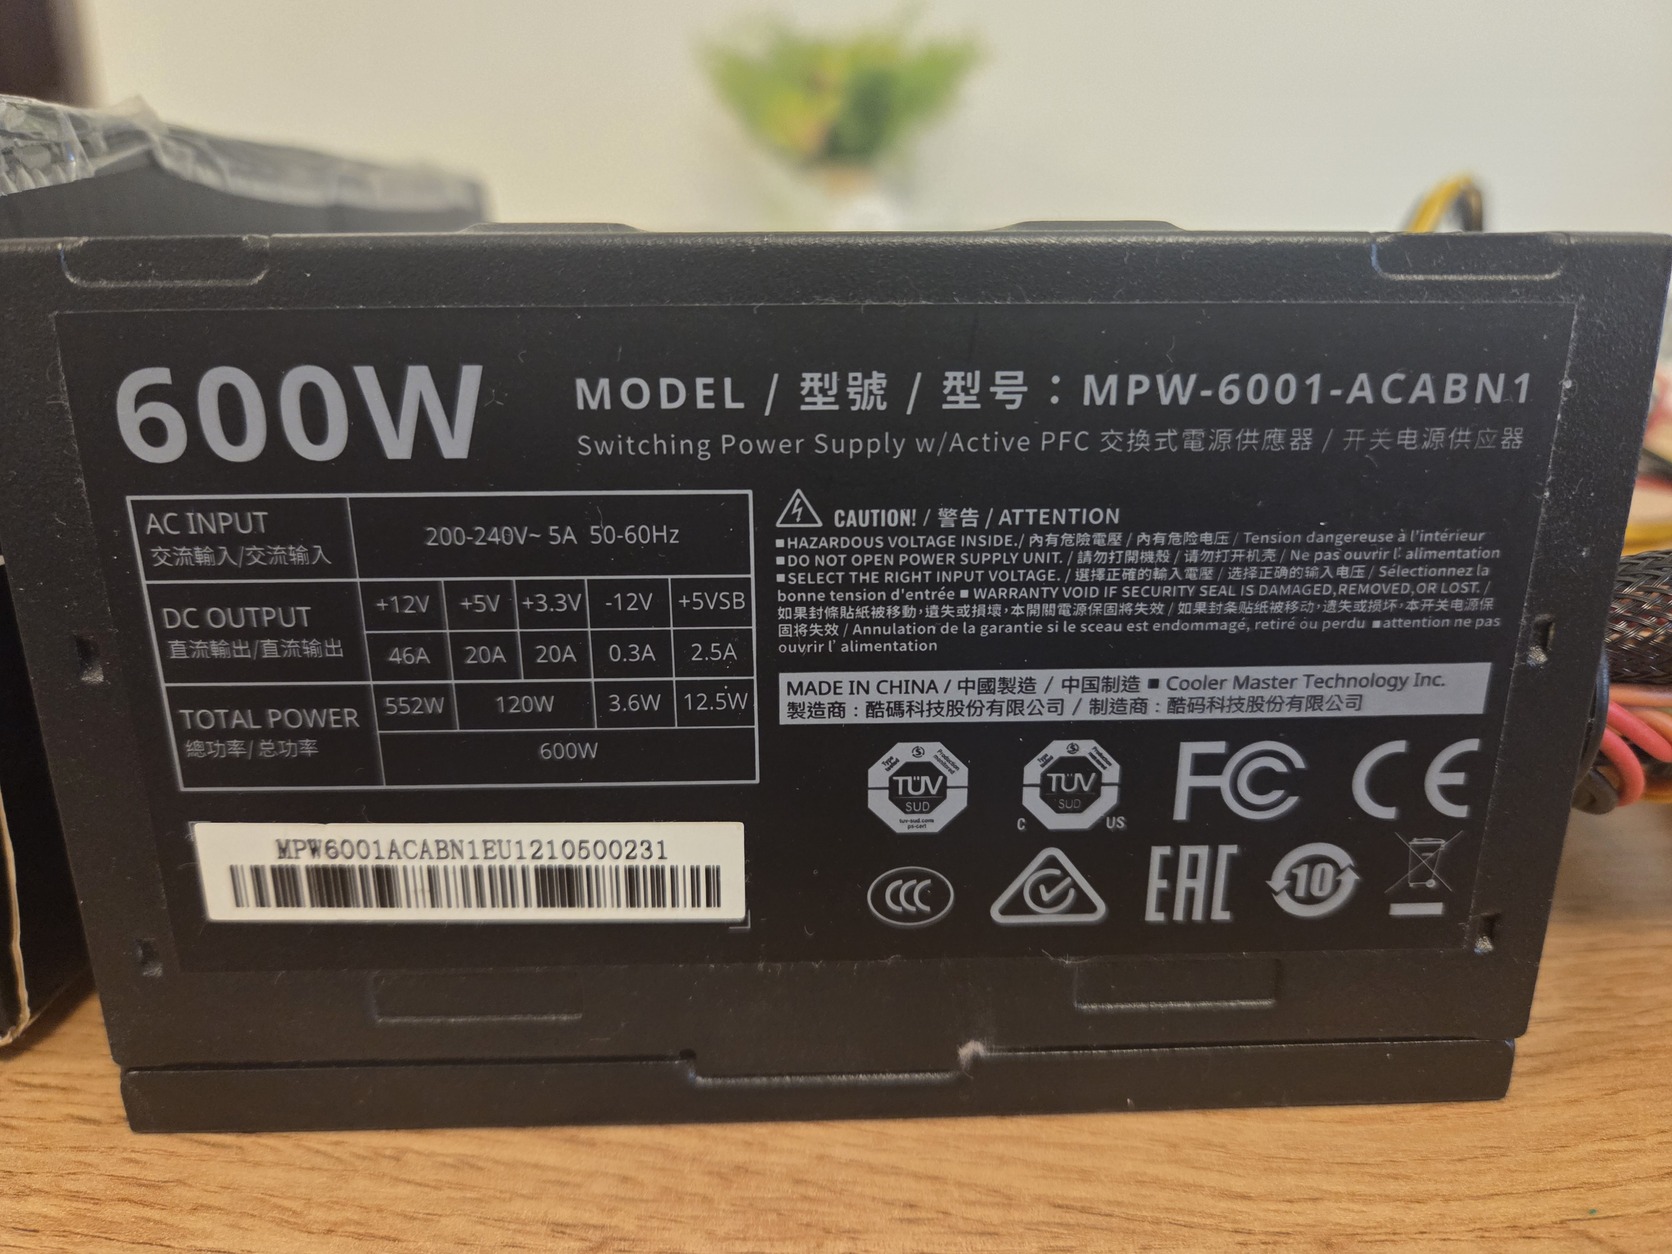 600W
MODEL / 型號 / 型号：MPW-6001-ACABN1
Switching Power Supply w/Active PFC 交換式電源供應器 / 开关电源供应器
AC INPUT
交流輸入/交流输入
200-240V~ 5A 50-60Hz
DC OUTPUT
直流輸出/直流输出
+12V +5V +3.3V -12V +5VSB
46A 20A 20A 0.3A 2.5A
TOTAL POWER
總功率/总功率
552W 120W 3.6W 12.5W
600W
CAUTION! / 警告 / ATTENTION
■HAZARDOUS VOLTAGE INSIDE./ 內有危險電壓 / 内有危险电压 / Tension dangereuse à l'intérieur
■DO NOT OPEN POWER SUPPLY UNIT. / 請勿打開機殼 / 请勿打开机壳 / Ne pas ouvrir l' alimentation
■SELECT THE RIGHT INPUT VOLTAGE. / 選擇正確的輸入電壓 / 选择正确的输入电压 / Sélectionnez la
bonne tension d'entrée ■ WARRANTY VOID IF SECURITY SEAL IS DAMAGED,REMOVED,OR LOST. /
如果封條貼紙被移動，遺失或損壞，本開關電源保固將失效 / 如果封条贴纸被移动，遗失或损坏，本开关电源保
固将失效 / Annulation de la garantie si le sceau est endommagé, retiré ou perdu ■attention ne pas
ouvrir l' alimentation
MADE IN CHINA / 中國製造 / 中国制造 ■ Cooler Master Technology Inc.
製造商：酷碼科技股份有限公司 / 制造商：酷码科技股份有限公司
MPW6001ACABN1EU1210500231
TÜV
SUD
tuv-sud.com
ps-cert
TÜV
SUD
C US
FC CE
CCC EAC 10